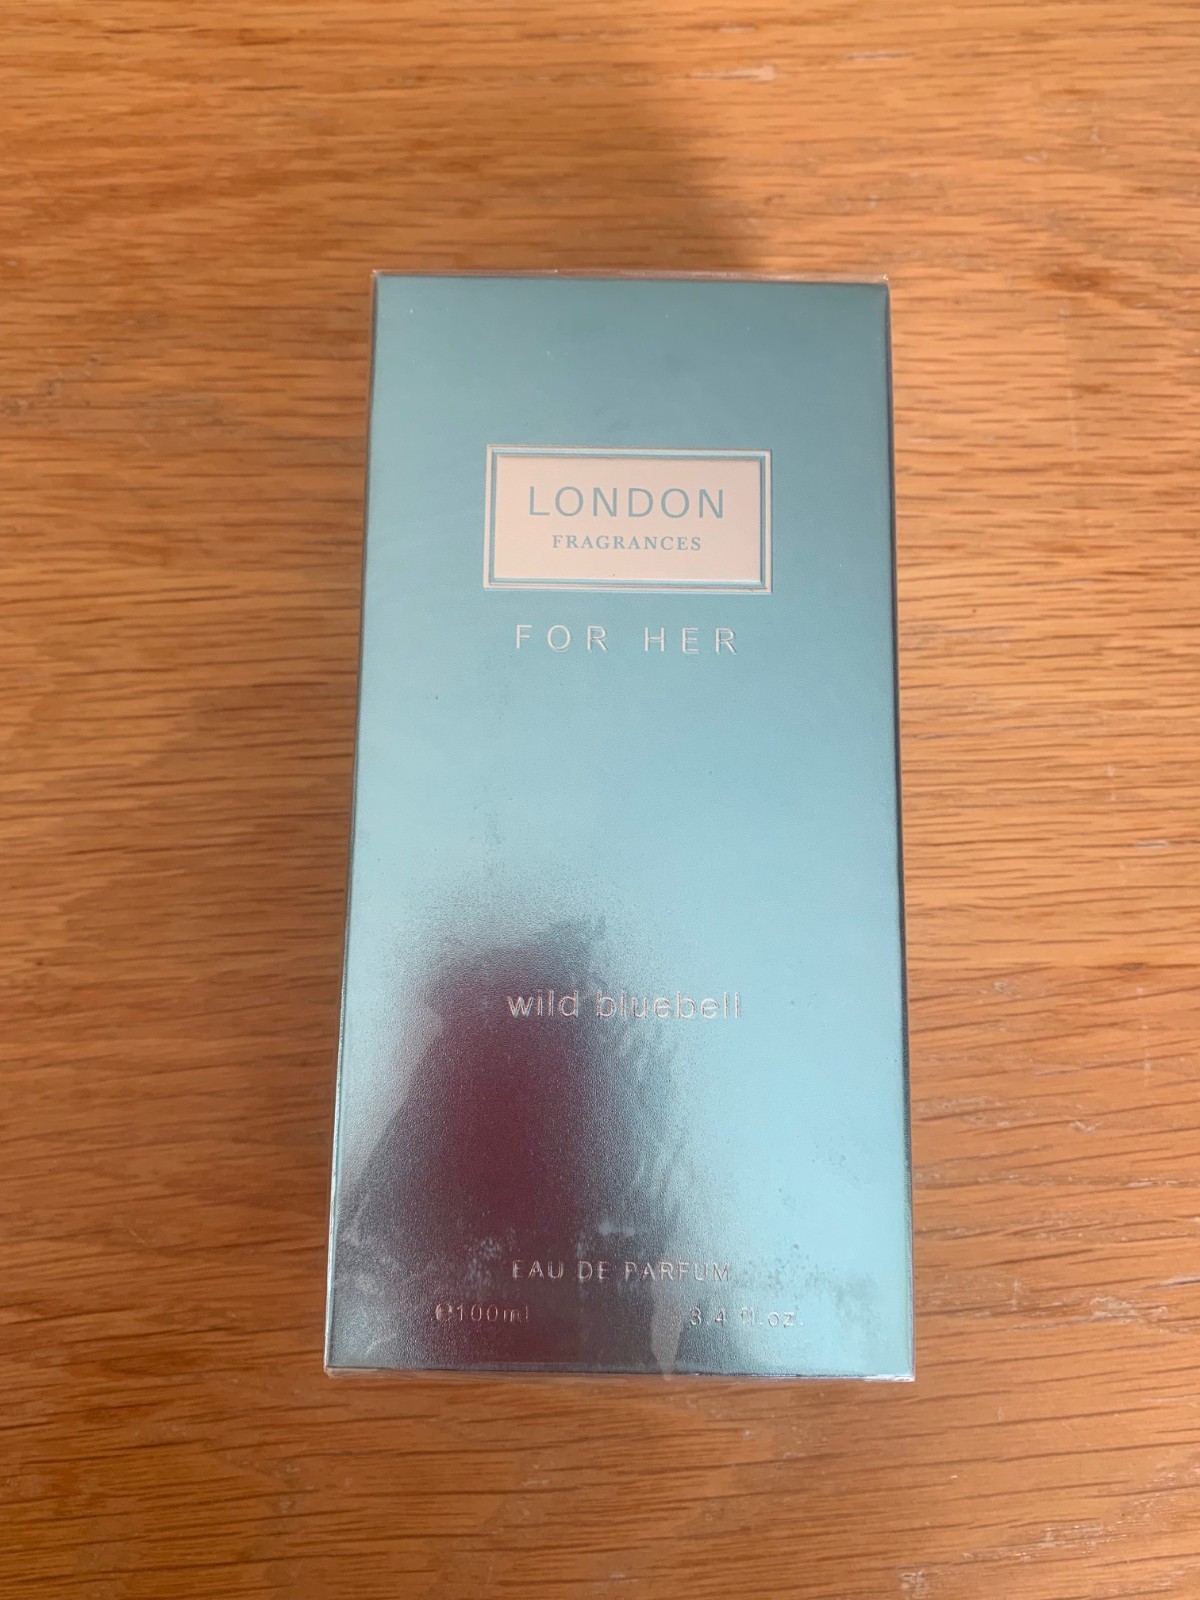 LONDON
FRAGRANCES
FOR HER
wild bluebell
EAU DE PARFUM
℮100ml 3.4 fl.oz.